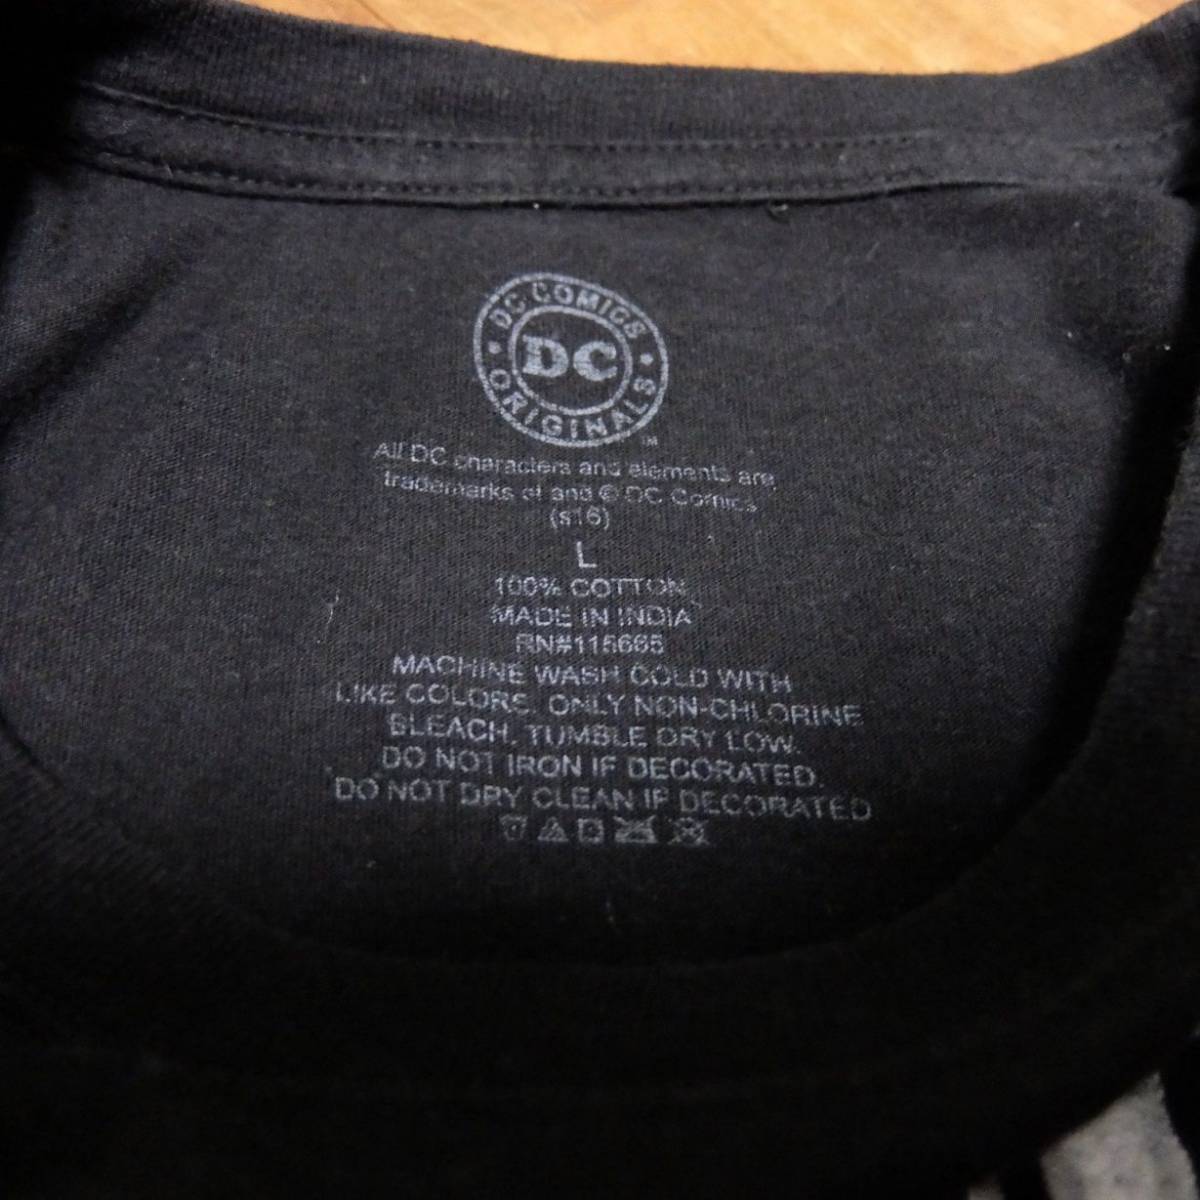 DC COMICS
DC
ORIGINALS
TM
All DC characters and elements are
trademarks of and © DC Comics
(s16)
L
100% COTTON
MADE IN INDIA
RN#115665
MACHINE WASH COLD WITH
LIKE COLORS. ONLY NON-CHLORINE
BLEACH. TUMBLE DRY LOW.
DO NOT IRON IF DECORATED.
DO NOT DRY CLEAN IF DECORATED